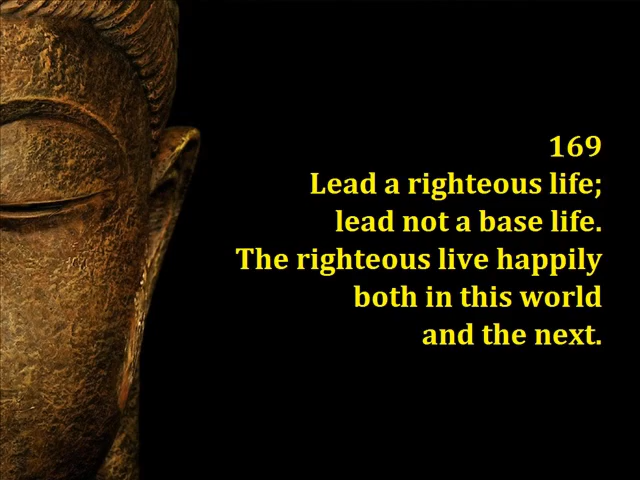 169
Lead a righteous life;
lead not a base life.
The righteous live happily
both in this world
and the next.